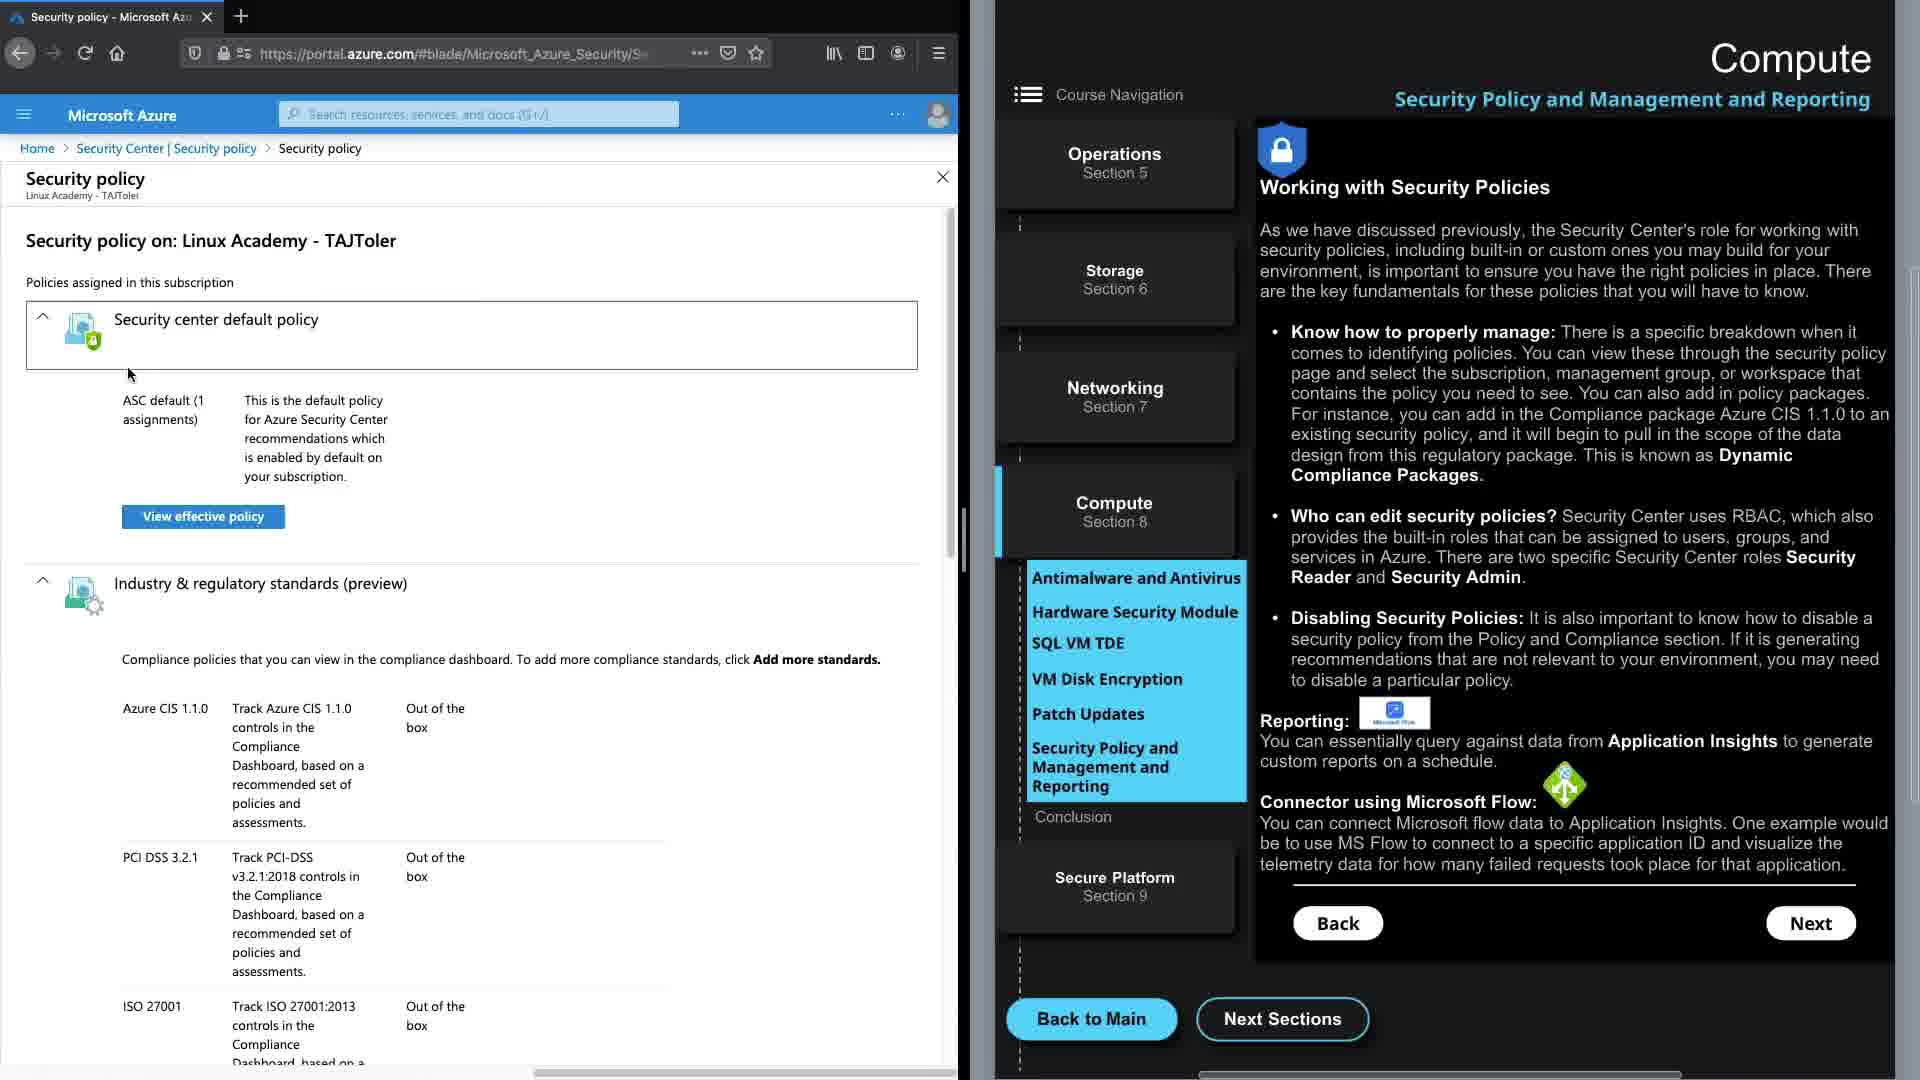 Security policy - Microsoft Azu
https://portal.azure.com/#blade/Microsoft_Azure_Security/Se
Microsoft Azure
Search resources, services, and docs (G+/)
Home > Security Center | Security policy > Security policy
Security policy
Linux Academy - TAJToler
Security policy on: Linux Academy - TAJToler
Policies assigned in this subscription
Security center default policy
ASC default (1
assignments)
This is the default policy
for Azure Security Center
recommendations which
is enabled by default on
your subscription.
View effective policy
Industry & regulatory standards (preview)
Compliance policies that you can view in the compliance dashboard. To add more compliance standards, click Add more standards.
Azure CIS 1.1.0
Track Azure CIS 1.1.0
controls in the
Compliance
Dashboard, based on a
recommended set of
policies and
assessments.
Out of the
box
PCI DSS 3.2.1
Track PCI-DSS
v3.2.1:2018 controls in
the Compliance
Dashboard, based on a
recommended set of
policies and
assessments.
Out of the
box
ISO 27001
Track ISO 27001:2013
controls in the
Compliance
Dashboard, based on a
Out of the
box
Compute
Security Policy and Management and Reporting
Course Navigation
Operations
Section 5
Storage
Section 6
Networking
Section 7
Compute
Section 8
Antimalware and Antivirus
Hardware Security Module
SQL VM TDE
VM Disk Encryption
Patch Updates
Security Policy and
Management and
Reporting
Conclusion
Secure Platform
Section 9
Back to Main
Next Sections
Working with Security Policies
As we have discussed previously, the Security Center's role for working with
security policies, including built-in or custom ones you may build for your
environment, is important to ensure you have the right policies in place. There
are the key fundamentals for these policies that you will have to know.
• Know how to properly manage: There is a specific breakdown when it
comes to identifying policies. You can view these through the security policy
page and select the subscription, management group, or workspace that
contains the policy you need to see. You can also add in policy packages.
For instance, you can add in the Compliance package Azure CIS 1.1.0 to an
existing security policy, and it will begin to pull in the scope of the data
design from this regulatory package. This is known as Dynamic
Compliance Packages.
• Who can edit security policies? Security Center uses RBAC, which also
provides the built-in roles that can be assigned to users. groups, and
services in Azure. There are two specific Security Center roles Security
Reader and Security Admin.
• Disabling Security Policies: It is also important to know how to disable a
security policy from the Policy and Compliance section. If it is generating
recommendations that are not relevant to your environment, you may need
to disable a particular policy.
Reporting:
Microsoft Flow
You can essentially query against data from Application Insights to generate
custom reports on a schedule.
Connector using Microsoft Flow:
You can connect Microsoft flow data to Application Insights. One example would
be to use MS Flow to connect to a specific application ID and visualize the
telemetry data for how many failed requests took place for that application.
Back
Next